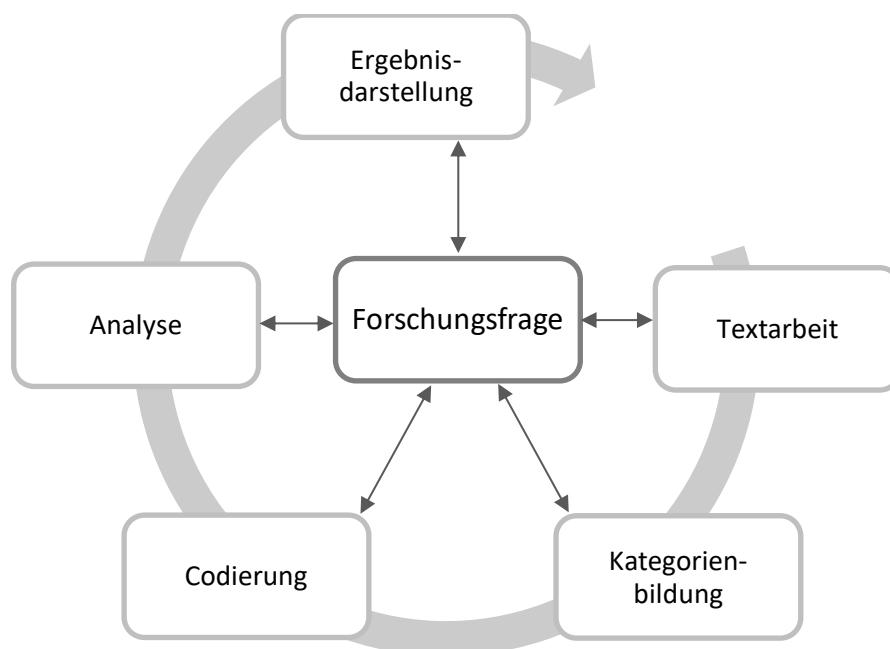 Ergebnis-
darstellung
Analyse
Forschungsfrage
Textarbeit
Codierung
Kategorien-
bildung